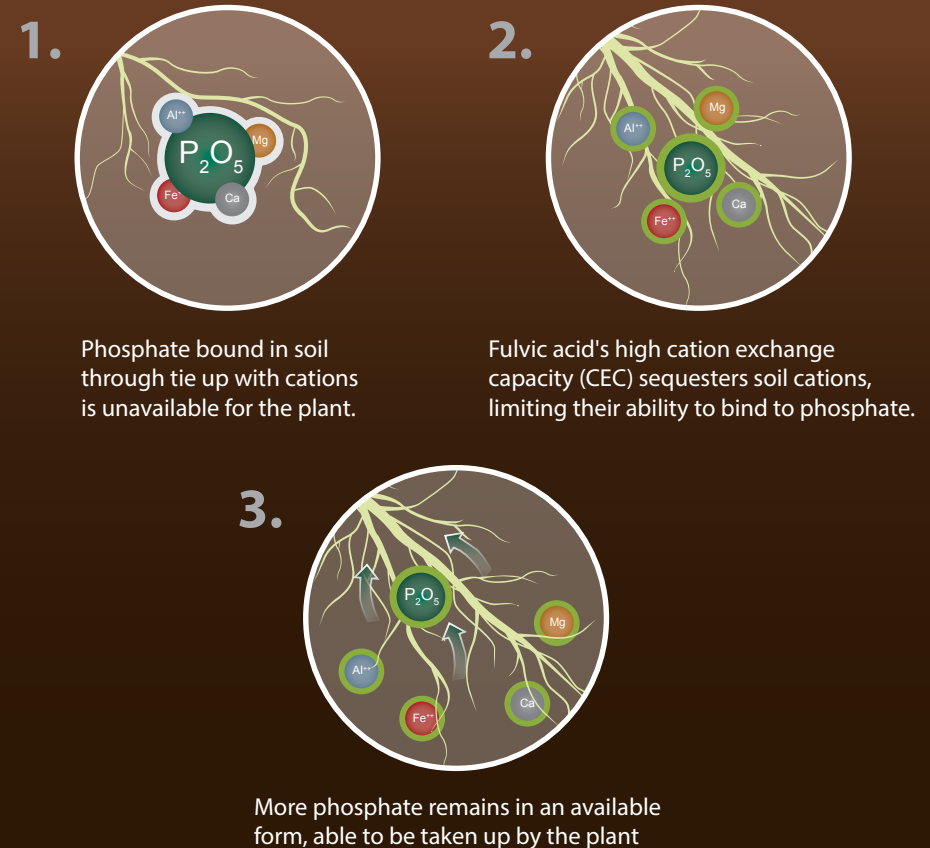 1.
Al++
Mg
P2O5
Fe+
Ca
Phosphate bound in soil
through tie up with cations
is unavailable for the plant.
2.
Mg
Al++
P2O5
Ca
Fe++
Fulvic acid's high cation exchange
capacity (CEC) sequesters soil cations,
limiting their ability to bind to phosphate.
3.
P2O5
Mg
Al++
Ca
Fe++
More phosphate remains in an available
form, able to be taken up by the plant